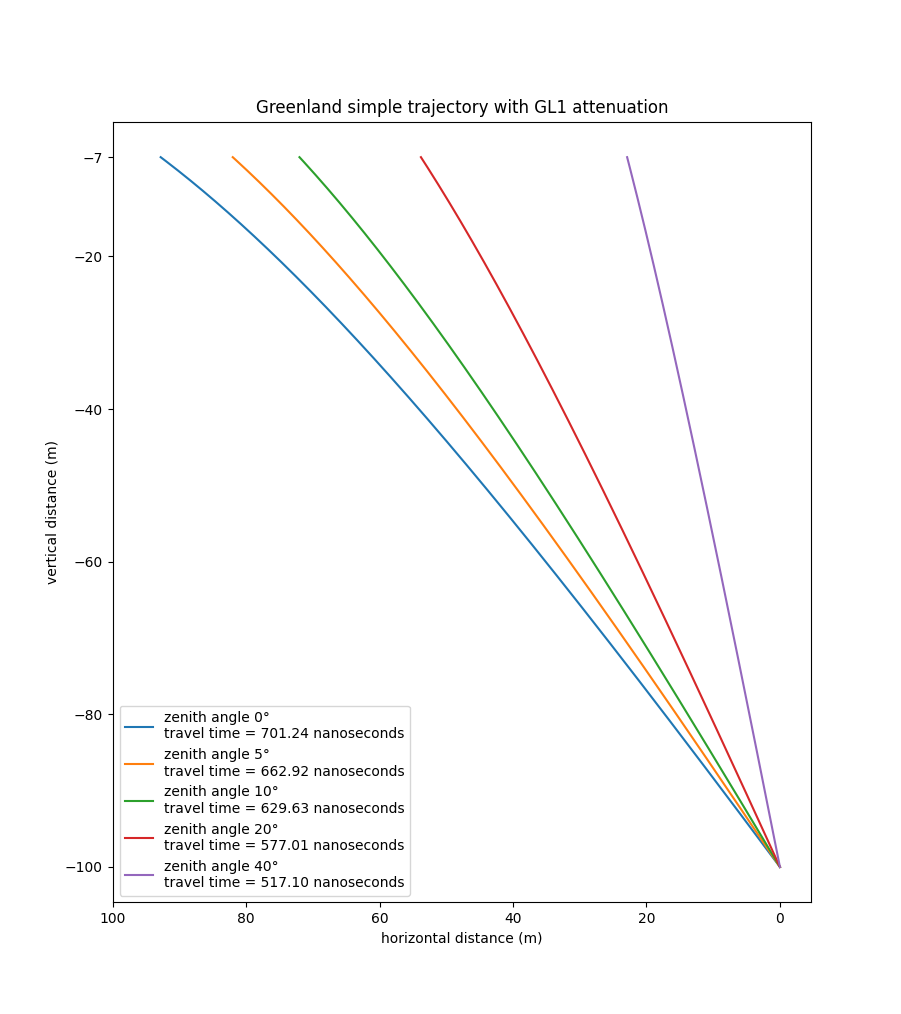 Greenland simple trajectory with GL1 attenuation
−7
−20
−40
−60
−80
−100
vertical distance (m)
zenith angle 0°
travel time = 701.24 nanoseconds
zenith angle 5°
travel time = 662.92 nanoseconds
zenith angle 10°
travel time = 629.63 nanoseconds
zenith angle 20°
travel time = 577.01 nanoseconds
zenith angle 40°
travel time = 517.10 nanoseconds
100 80 60 40 20 0
horizontal distance (m)